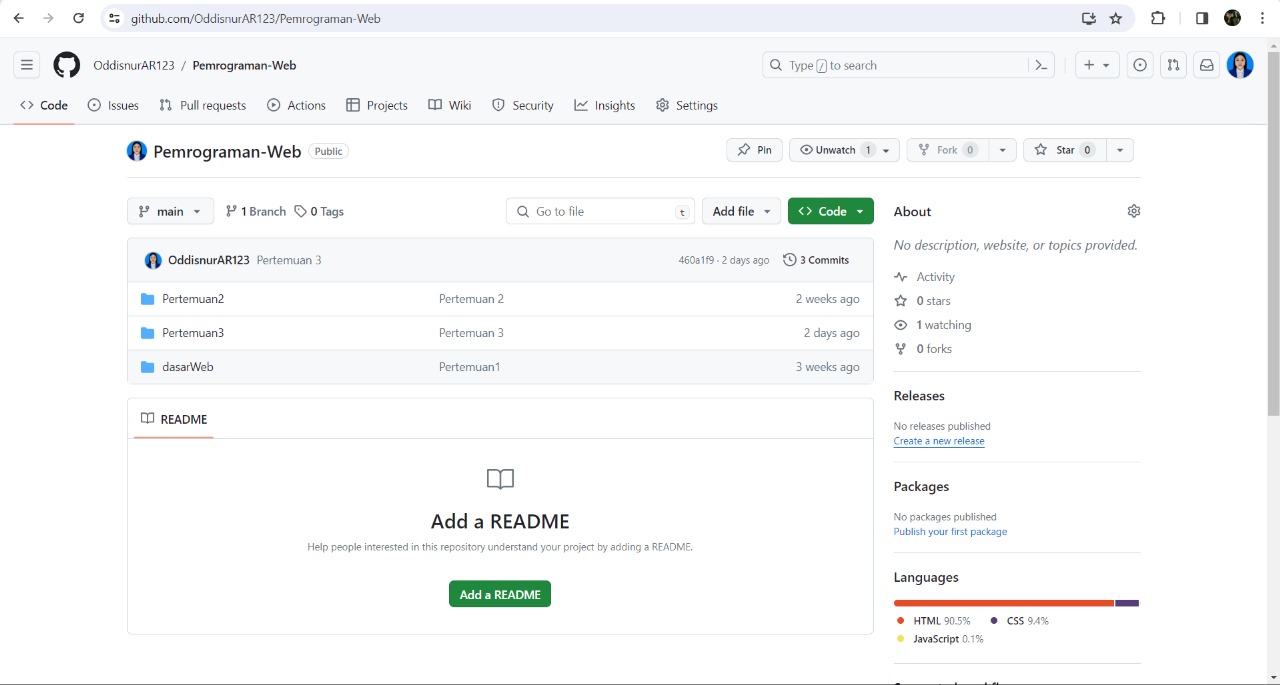 github.com/OddisnurAR123/Pemrograman-Web
OddisnurAR123 / Pemrograman-Web
Type / to search
Code Issues Pull requests Actions Projects Wiki Security Insights Settings
Pemrograman-Web Public
Pin Unwatch 1 Fork 0 Star 0
main 1 Branch 0 Tags Go to file t Add file Code
OddisnurAR123 Pertemuan 3 460a1f9 · 2 days ago 3 Commits
Pertemuan2 Pertemuan 2 2 weeks ago
Pertemuan3 Pertemuan 3 2 days ago
dasarWeb Pertemuan1 3 weeks ago
README
Add a README
Help people interested in this repository understand your project by adding a README.
Add a README
About
No description, website, or topics provided.
Activity
0 stars
1 watching
0 forks
Releases
No releases published
Create a new release
Packages
No packages published
Publish your first package
Languages
HTML 90.5% CSS 9.4%
JavaScript 0.1%